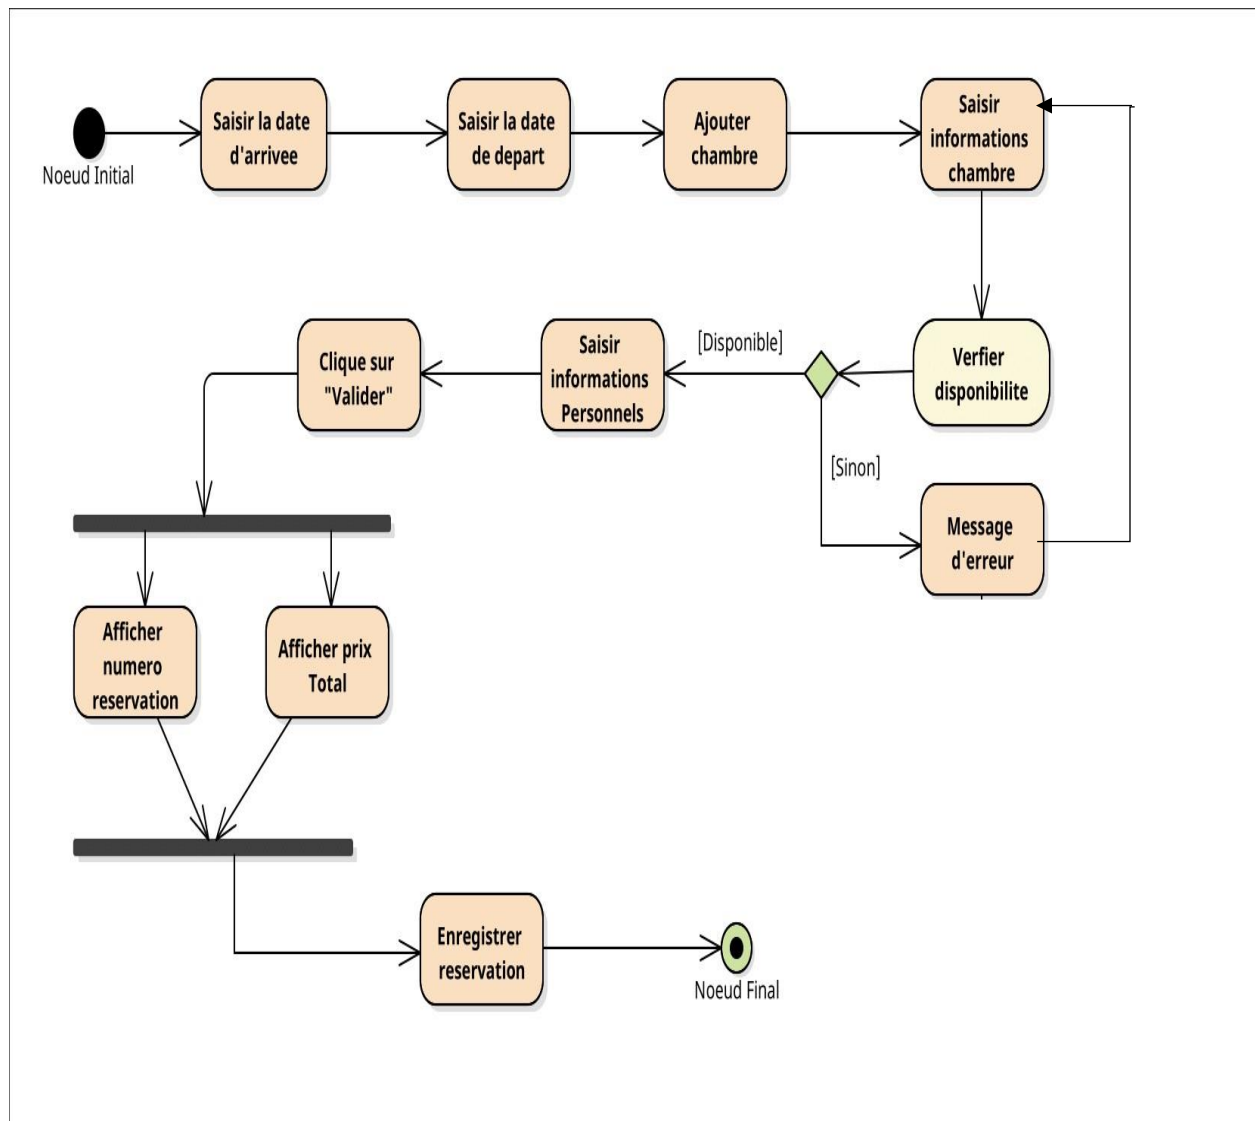 Noeud Initial
Saisir la date
d'arrivee
Saisir la date
de depart
Ajouter
chambre
Saisir
informations
chambre
Verfier
disponibilite
[Disponible]
[Sinon]
Message
d'erreur
Saisir
informations
Personnels
Clique sur
"Valider"
Afficher
numero
reservation
Afficher prix
Total
Enregistrer
reservation
Noeud Final